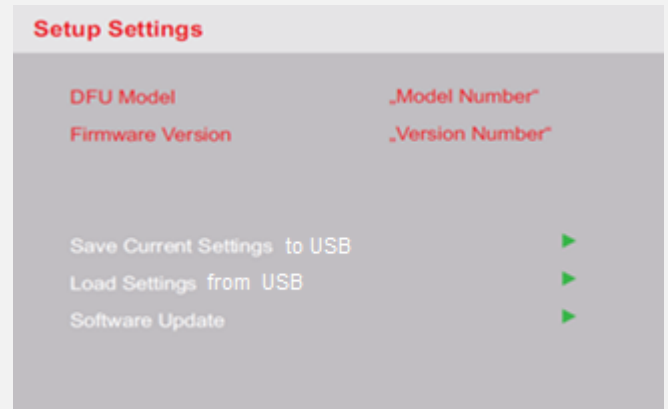 Setup Settings
DFU Model „Model Number“
Firmware Version „Version Number“
Save Current Settings to USB
Load Settings from USB
Software Update